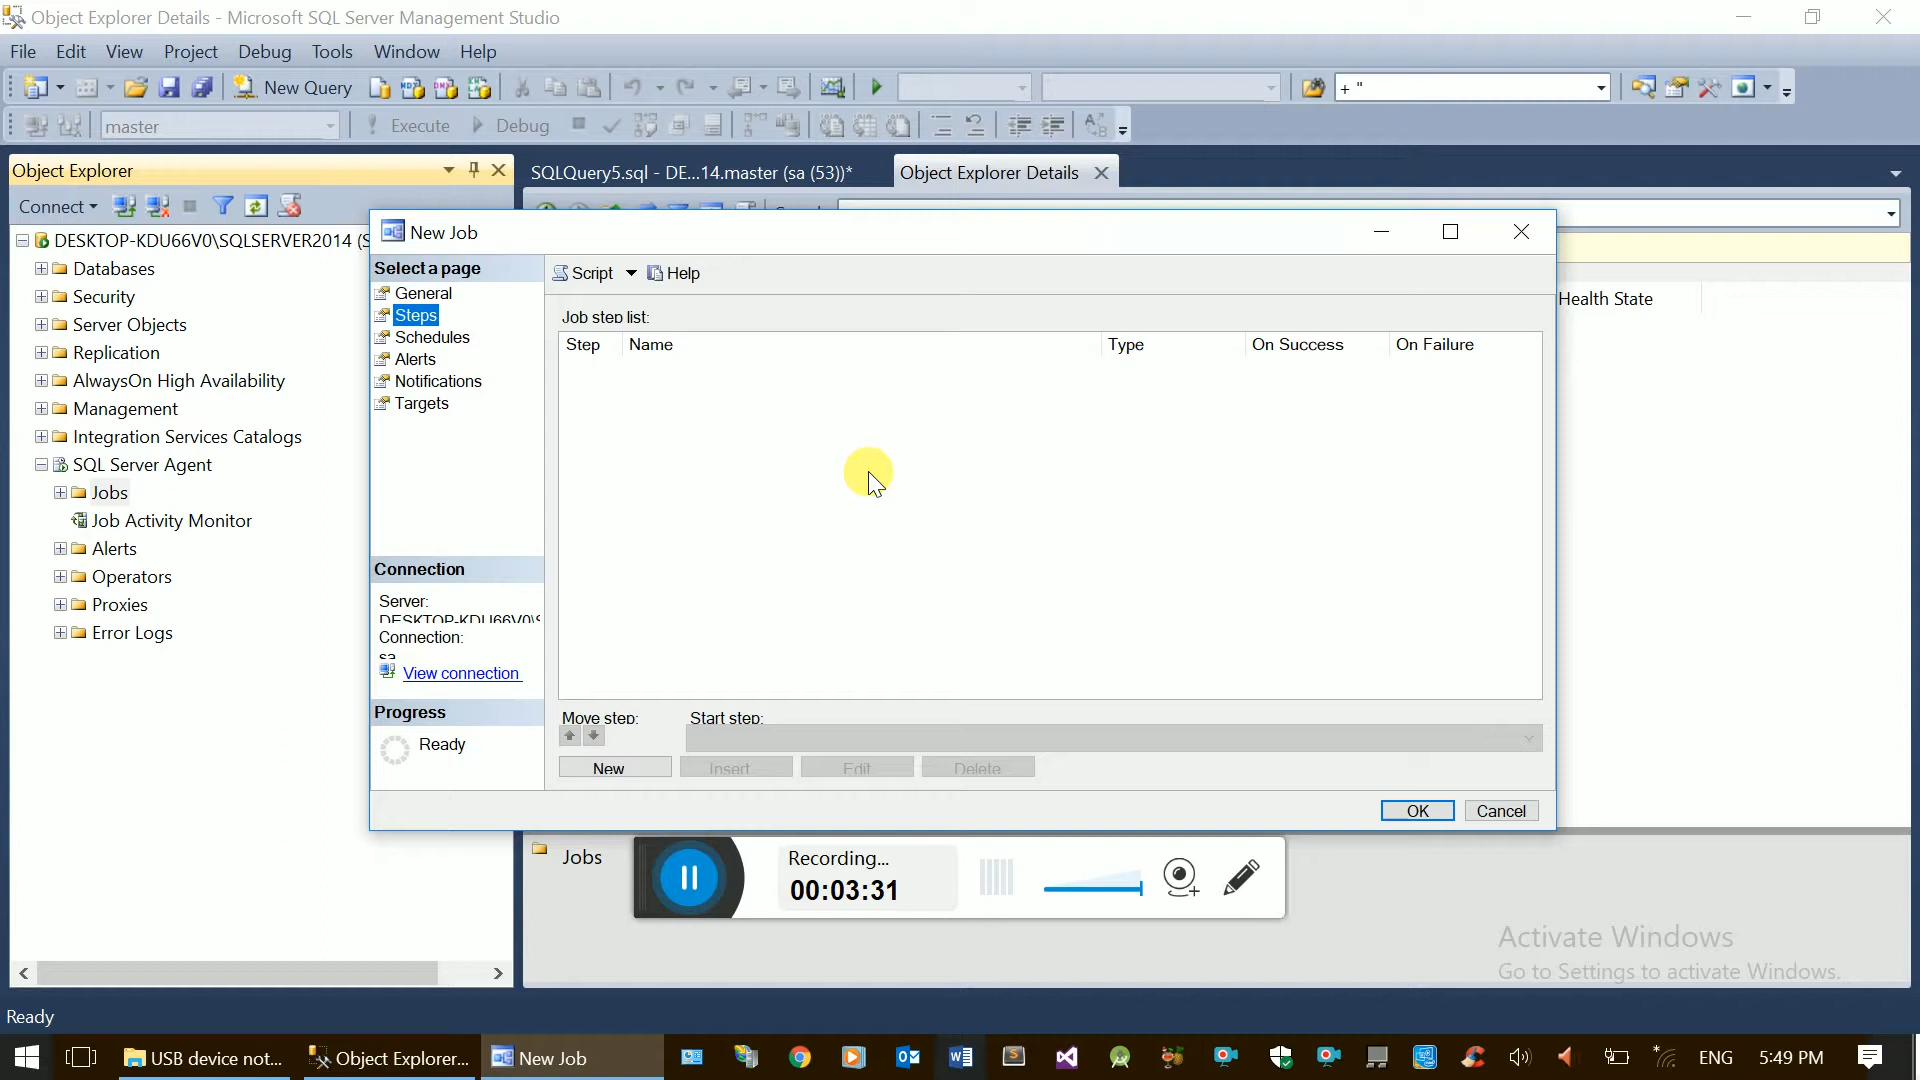 Object Explorer Details - Microsoft SQL Server Management Studio
File Edit View Project Debug Tools Window Help
New Query
+ "
master
Execute
Debug
Object Explorer
SQLQuery5.sql - DE...14.master (sa (53))*
Object Explorer Details
Connect
DESKTOP-KDU66V0\SQLSERVER2014 (S
Databases
Security
Server Objects
Replication
AlwaysOn High Availability
Management
Integration Services Catalogs
SQL Server Agent
Jobs
Job Activity Monitor
Alerts
Operators
Proxies
Error Logs
New Job
Select a page
General
Steps
Schedules
Alerts
Notifications
Targets
Connection
Server:
DESKTOP-KDU66V0\S
Connection:
sa
View connection
Progress
Ready
Script Help
Job step list:
Step Name Type On Success On Failure
Move step: Start step:
New Insert Edit Delete
OK Cancel
Health State
Jobs
Recording...
00:03:31
Activate Windows
Go to Settings to activate Windows.
Ready
USB device not...
Object Explorer...
New Job
ENG
5:49 PM